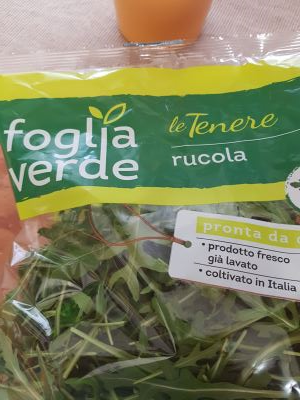 foglia
verde
le Tenere
rucola
pronta da
• prodotto fresco
già lavato
• coltivato in Italia